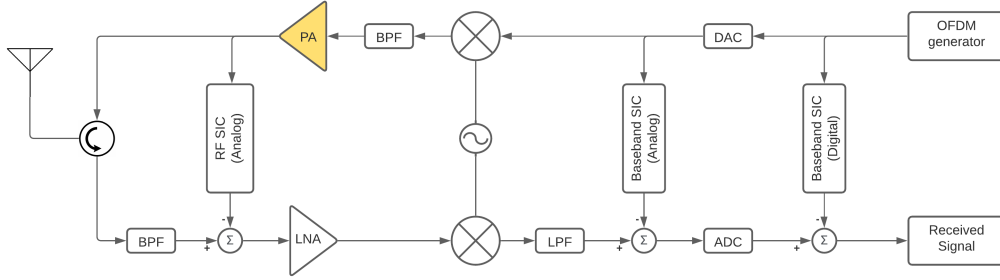 PA
BPF
DAC
OFDM
generator
RF SIC
(Analog)
Baseband SIC
(Analog)
Baseband SIC
(Digital)
-
-
-
BPF
+
Σ
LNA
LPF
+
Σ
ADC
+
Σ
Received
Signal